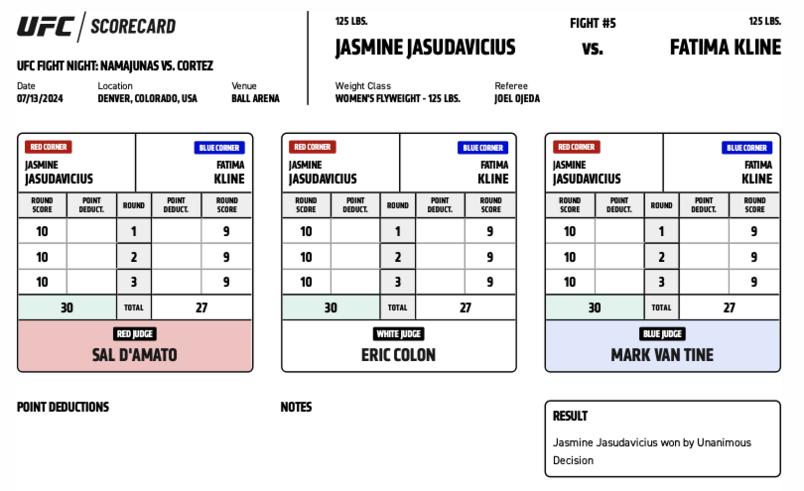 UFC / SCORECARD
UFC FIGHT NIGHT: NAMAJUNAS VS. CORTEZ
Date Location Venue
07/13/2024 DENVER, COLORADO, USA BALL ARENA
125 LBS. FIGHT #5 125 LBS.
JASMINE JASUDAVICIUS VS. FATIMA KLINE
Weight Class Referee
WOMEN'S FLYWEIGHT - 125 LBS. JOEL OJEDA
RED CORNER BLUE CORNER
JASMINE FATIMA
JASUDAVICIUS KLINE
ROUND SCORE POINT DEDUCT. ROUND POINT DEDUCT. ROUND SCORE
10 1 9
10 2 9
10 3 9
30 TOTAL 27
RED JUDGE
SAL D'AMATO
RED CORNER BLUE CORNER
JASMINE FATIMA
JASUDAVICIUS KLINE
ROUND SCORE POINT DEDUCT. ROUND POINT DEDUCT. ROUND SCORE
10 1 9
10 2 9
10 3 9
30 TOTAL 27
WHITE JUDGE
ERIC COLON
RED CORNER BLUE CORNER
JASMINE FATIMA
JASUDAVICIUS KLINE
ROUND SCORE POINT DEDUCT. ROUND POINT DEDUCT. ROUND SCORE
10 1 9
10 2 9
10 3 9
30 TOTAL 27
BLUE JUDGE
MARK VAN TINE
POINT DEDUCTIONS
NOTES
RESULT
Jasmine Jasudavicius won by Unanimous
Decision